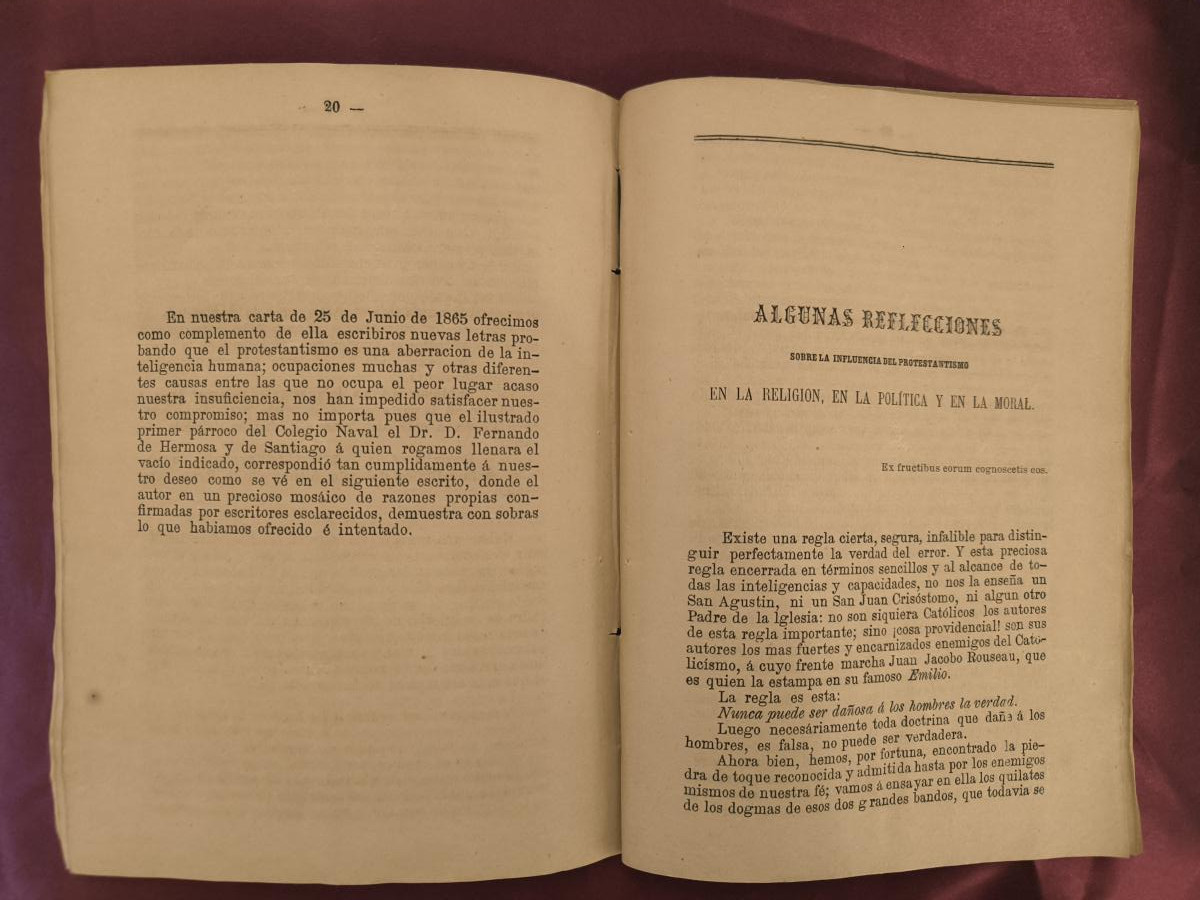 20 —
En nuestra carta de 25 de Junio de 1865 ofrecimos
como complemento de ella escribiros nuevas letras pro-
bando que el protestantismo es una aberracion de la in-
teligencia humana; ocupaciones muchas y otras diferen-
tes causas entre las que no ocupa el peor lugar acaso
nuestra insuficiencia, nos han impedido satisfacer nues-
tro compromiso; mas no importa pues que el ilustrado
primer párroco del Colegio Naval el Dr. D. Fernando
de Hermosa y de Santiago á quien rogamos llenara el
vacío indicado, correspondió tan cumplidamente á nues-
tro deseo como se vé en el siguiente escrito, donde el
autor en un precioso mosáico de razones propias con-
firmadas por escritores esclarecidos, demuestra con sobras
lo que habiamos ofrecido é intentado.
ALGUNAS REFLECCIONES
SOBRE LA INFLUENCIA DEL PROTESTANTISMO
EN LA RELIGION, EN LA POLÍTICA Y EN LA MORAL.
Ex fructibus eorum cognoscetis eos.
Existe una regla cierta, segura, infalible para distin-
guir perfectamente la verdad del error. Y esta preciosa
regla encerrada en términos sencillos y al alcance de to-
das las inteligencias y capacidades, no nos la enseña un
San Agustin, ni un San Juan Crisóstomo, ni algun otro
Padre de la iglesia: no son siquiera Católicos los autores
de esta regla importante; sino ¡cosa providencial! son sus
autores los mas fuertes y encarnizados enemigos del Cató-
licismo, á cuyo frente marcha Juan Jacobo Rouseau, que
es quien la estampa en su famoso Emilio.
La regla es esta:
Nunca puede ser dañosa á los hombres la verdad.
Luego necesáriamente toda doctrina que dañe á los
hombres, es falsa, no puede ser verdadera.
Ahora bien, hemos, por fortuna, encontrado la pie-
dra de toque reconocida y admitida hasta por los enemigos
mismos de nuestra fé; vamos á ensayar en ella los quilates
de los dogmas de esos dos grandes bandos, que todavia se